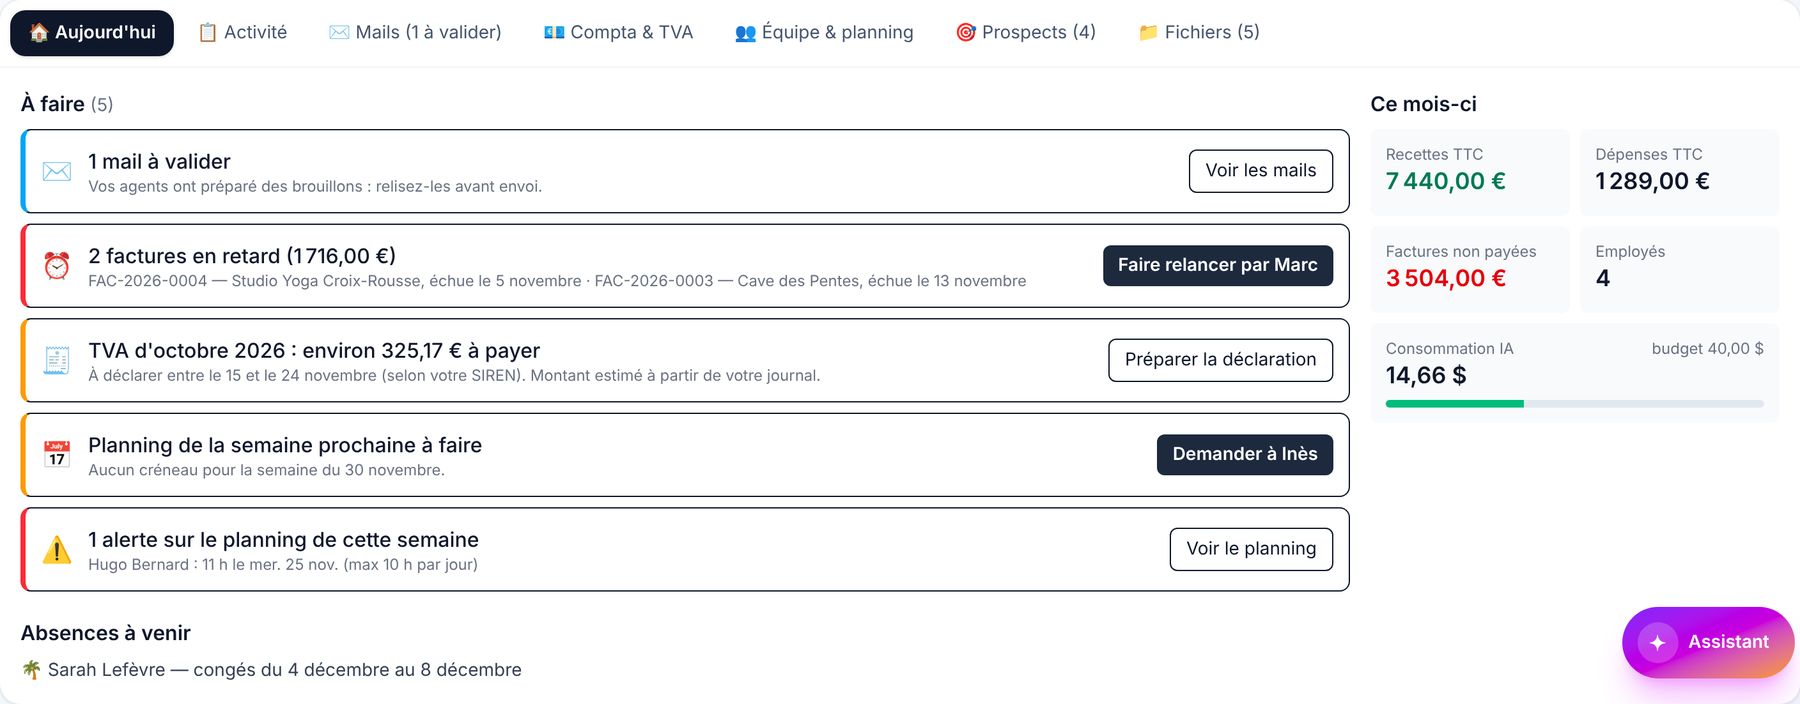 Aujourd'hui
Activité
Mails (1 à valider)
Compta & TVA
Équipe & planning
Prospects (4)
Fichiers (5)
À faire (5)
1 mail à valider
Vos agents ont préparé des brouillons : relisez-les avant envoi.
Voir les mails
2 factures en retard (1 716,00 €)
FAC-2026-0004 — Studio Yoga Croix-Rousse, échue le 5 novembre · FAC-2026-0003 — Cave des Pentes, échue le 13 novembre
Faire relancer par Marc
TVA d'octobre 2026 : environ 325,17 € à payer
À déclarer entre le 15 et le 24 novembre (selon votre SIREN). Montant estimé à partir de votre journal.
Préparer la déclaration
July
17
Planning de la semaine prochaine à faire
Aucun créneau pour la semaine du 30 novembre.
Demander à Inès
1 alerte sur le planning de cette semaine
Hugo Bernard : 11 h le mer. 25 nov. (max 10 h par jour)
Voir le planning
Absences à venir
Sarah Lefèvre — congés du 4 décembre au 8 décembre
Ce mois-ci
Recettes TTC
7 440,00 €
Dépenses TTC
1 289,00 €
Factures non payées
3 504,00 €
Employés
4
Consommation IA
budget 40,00 $
14,66 $
Assistant